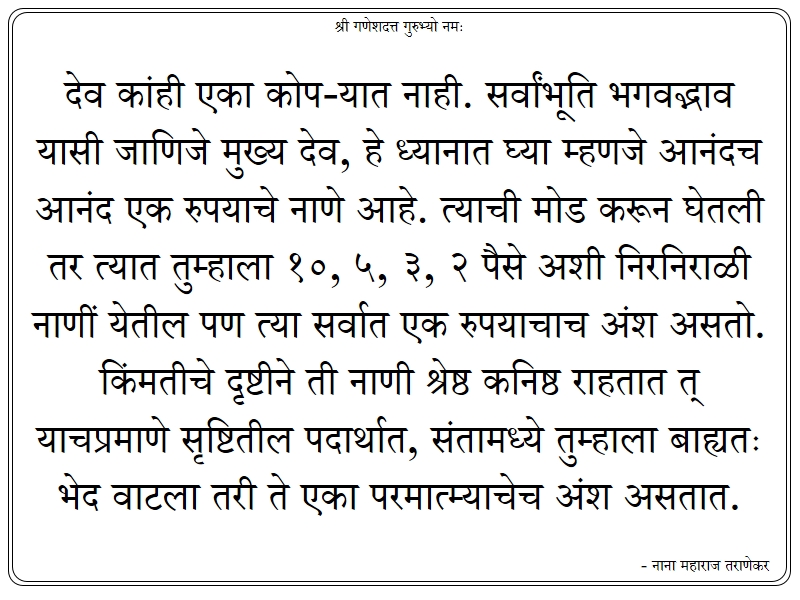 श्री गणेशदत्त गुरुभ्यो नमः
देव कांही एका कोप-यात नाही. सर्वांभूति भगवद्भाव
यासी जाणिजे मुख्य देव, हे ध्यानात घ्या म्हणजे आनंदच
आनंद एक रुपयाचे नाणे आहे. त्याची मोड करून घेतली
तर त्यात तुम्हाला १०, ५, ३, २ पैसे अशी निरनिराळी
नाणीं येतील पण त्या सर्वात एक रुपयाचाच अंश असतो.
किंमतीचे दृष्टीने ती नाणी श्रेष्ठ कनिष्ठ राहतात त्
याचप्रमाणे सृष्टितील पदार्थात, संतामध्ये तुम्हाला बाह्यतः
भेद वाटला तरी ते एका परमात्म्याचेच अंश असतात.
- नाना महाराज तराणेकर